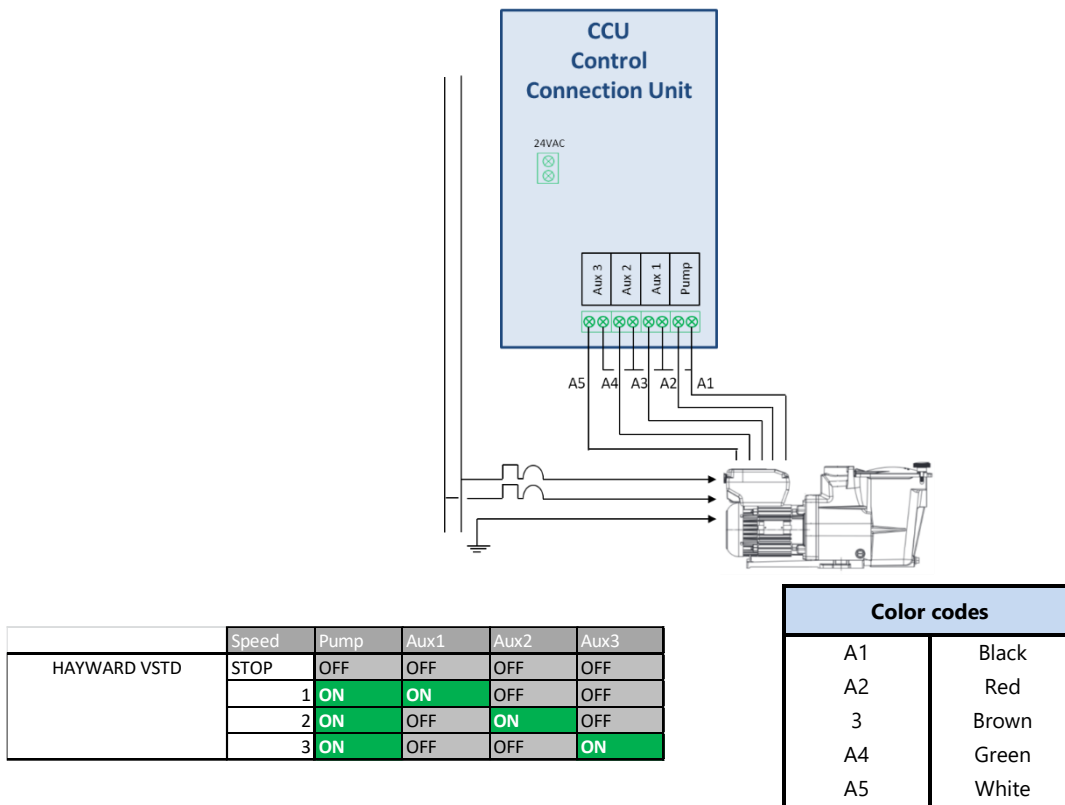 CCU
Control
Connection Unit
24VAC
Aux 3 Aux 2 Aux 1 Pump
A5 A4 A3 A2 A1
Speed Pump Aux1 Aux2 Aux3
HAYWARD VSTD STOP OFF OFF OFF OFF
1 ON ON OFF OFF
2 ON OFF ON OFF
3 ON OFF OFF ON
Color codes
A1 Black
A2 Red
3 Brown
A4 Green
A5 White